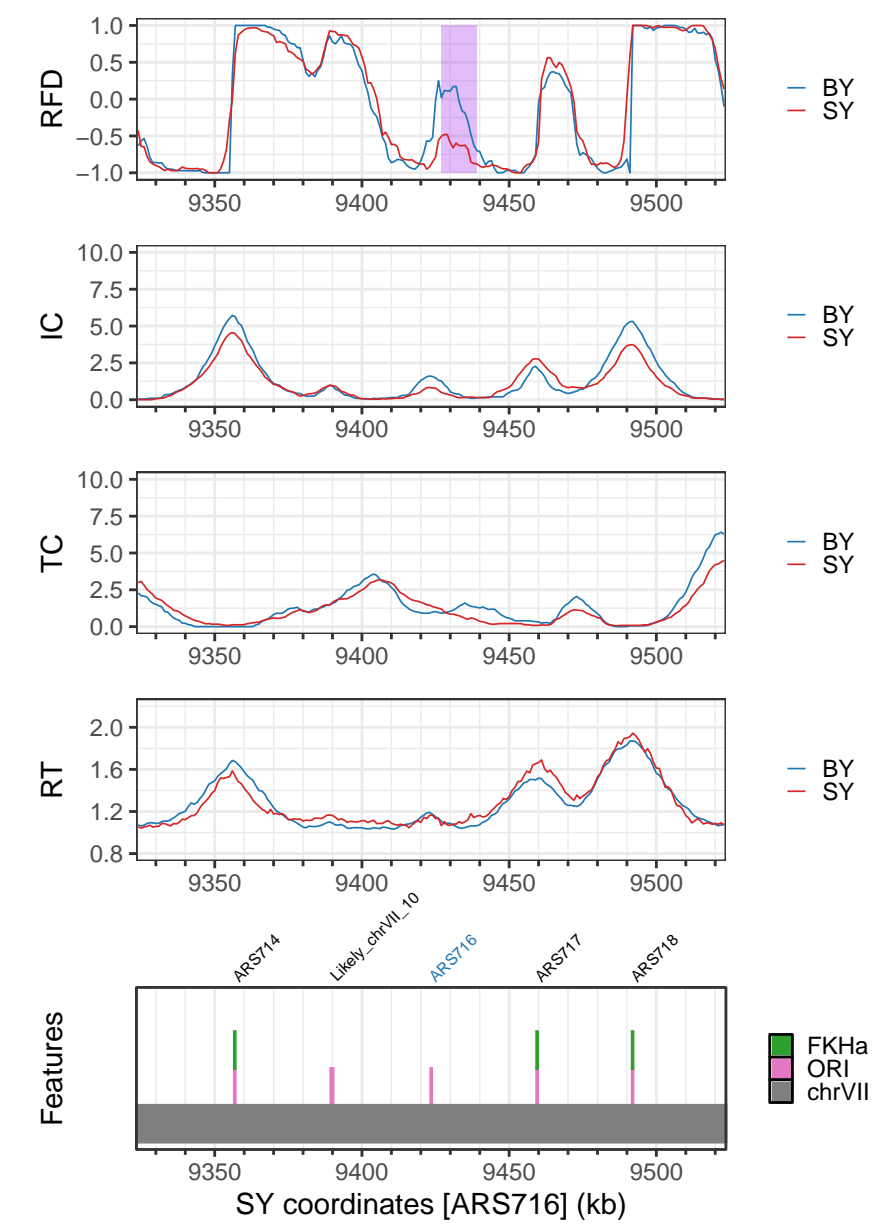 RFD
1.0
0.5
0.0
−0.5
−1.0
9350 9400 9450 9500
BY
SY
IC
10.0
7.5
5.0
2.5
0.0
9350 9400 9450 9500
BY
SY
TC
10.0
7.5
5.0
2.5
0.0
9350 9400 9450 9500
BY
SY
RT
2.0
1.6
1.2
0.8
9350 9400 9450 9500
BY
SY
ARS714
Likely_chrVII_10
ARS716
ARS717
ARS718
Features
FKHa
ORI
chrVII
9350 9400 9450 9500
SY coordinates [ARS716] (kb)